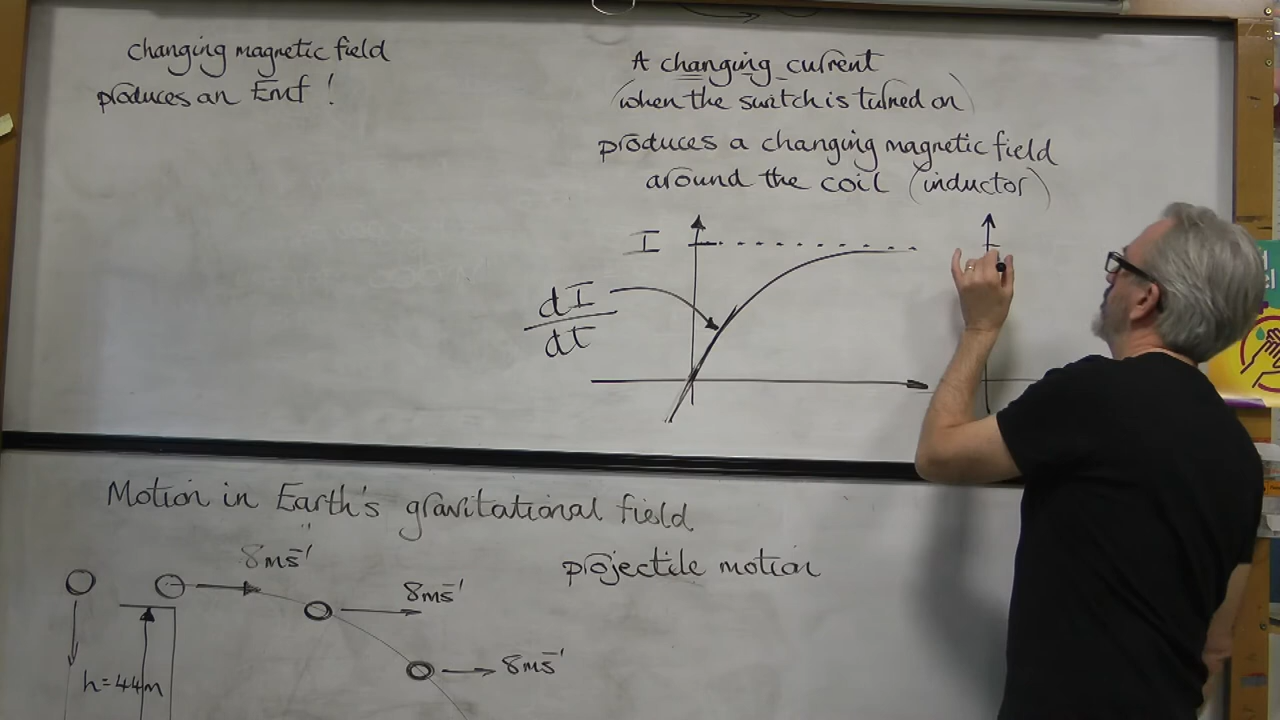 changing magnetic field
produces an Emf !
A changing current
(when the switch is turned on)
produces a changing magnetic field
around the coil (inductor)
I
dI
dt
Motion in Earth's gravitational field
projectile motion
8ms⁻¹
8ms⁻¹
8ms⁻¹
h=44m